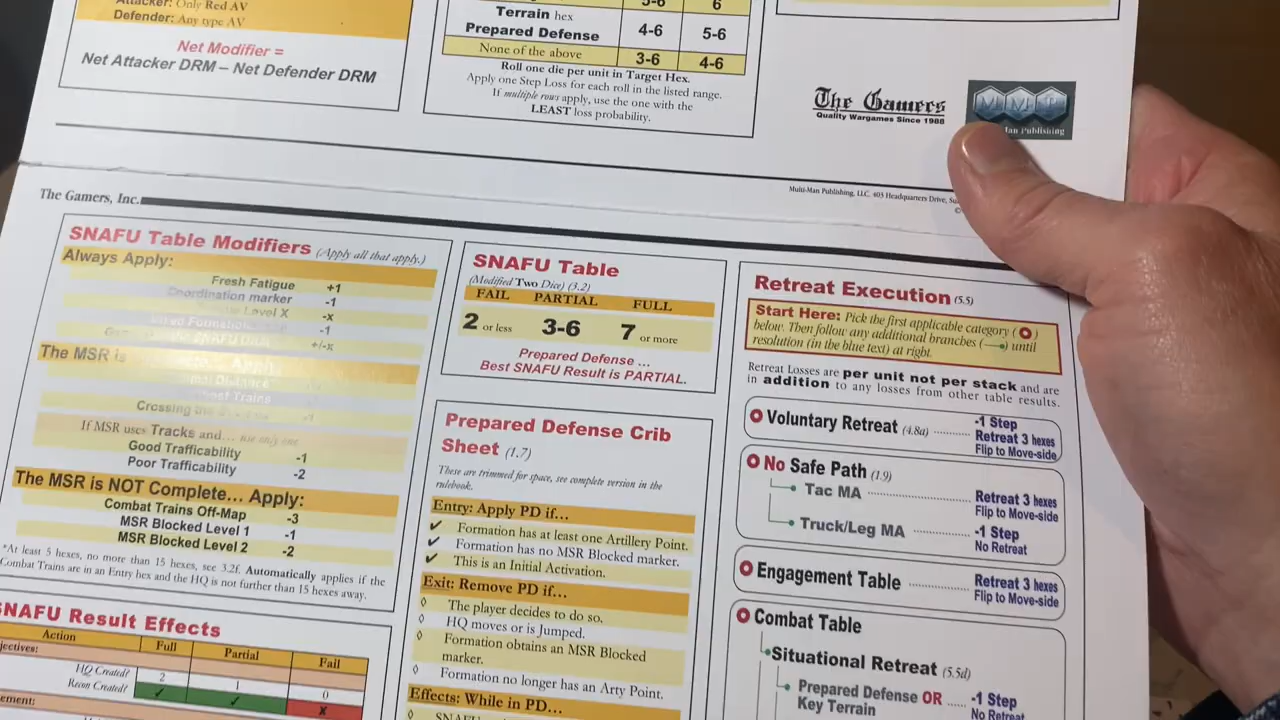 Attacker: Only Red AV
Defender: Any type AV
Net Modifier =
Net Attacker DRM – Net Defender DRM
6
Terrain hex
Prepared Defense 4-6 5-6
None of the above 3-6 4-6
Roll one die per unit in Target Hex.
Apply one Step Loss for each roll in the listed range.
If multiple rows apply, use the one with the
LEAST loss probability.
The Gamers
Quality Wargames Since 1988
MMP
Publishing
Multi-Man Publishing, LLC. 403 Headquarters Drive,
The Gamers, Inc.
SNAFU Table Modifiers (Apply all that apply.)
Always Apply:
Fresh Fatigue +1
Coordination marker -1
Level X -x
-1
+/-x
The MSR is
Crossing the
If MSR uses Tracks and... use only one
Good Trafficability -1
Poor Trafficability -2
The MSR is NOT Complete... Apply:
Combat Trains Off-Map -3
MSR Blocked Level 1 -1
MSR Blocked Level 2 -2
*At least 5 hexes, no more than 15 hexes, see 3.2f. Automatically applies if the
Combat Trains are in an Entry hex and the HQ is not further than 15 hexes away.
SNAFU Result Effects
Action Full Partial Fail
HQ Created? 2 1 0
Recon Created? ✓ ✓ ✗
SNAFU Table
(Modified Two Dice) (3.2)
FAIL PARTIAL FULL
2 or less 3-6 7 or more
Prepared Defense ...
Best SNAFU Result is PARTIAL.
Prepared Defense Crib
Sheet (1.7)
These are trimmed for space, see complete version in the
rulebook.
Entry: Apply PD if...
✓ Formation has at least one Artillery Point.
✓ Formation has no MSR Blocked marker.
✓ This is an Initial Activation.
Exit: Remove PD if...
◊ The player decides to do so.
◊ HQ moves or is Jumped.
◊ Formation obtains an MSR Blocked
marker.
◊ Formation no longer has an Arty Point.
Effects: While in PD...
Retreat Execution (5.5)
Start Here: Pick the first applicable category
below. Then follow any additional branches until
resolution (in the blue text) at right.
Retreat Losses are per unit not per stack and are
in addition to any losses from other table results.
Voluntary Retreat (4.8d) -1 Step
Retreat 3 hexes
Flip to Move-side
No Safe Path (1.9)
Tac MA Retreat 3 hexes
Flip to Move-side
Truck/Leg MA -1 Step
No Retreat
Engagement Table Retreat 3 hexes
Flip to Move-side
Combat Table
Situational Retreat (5.5d)
Prepared Defense OR -1 Step
Key Terrain No Retreat